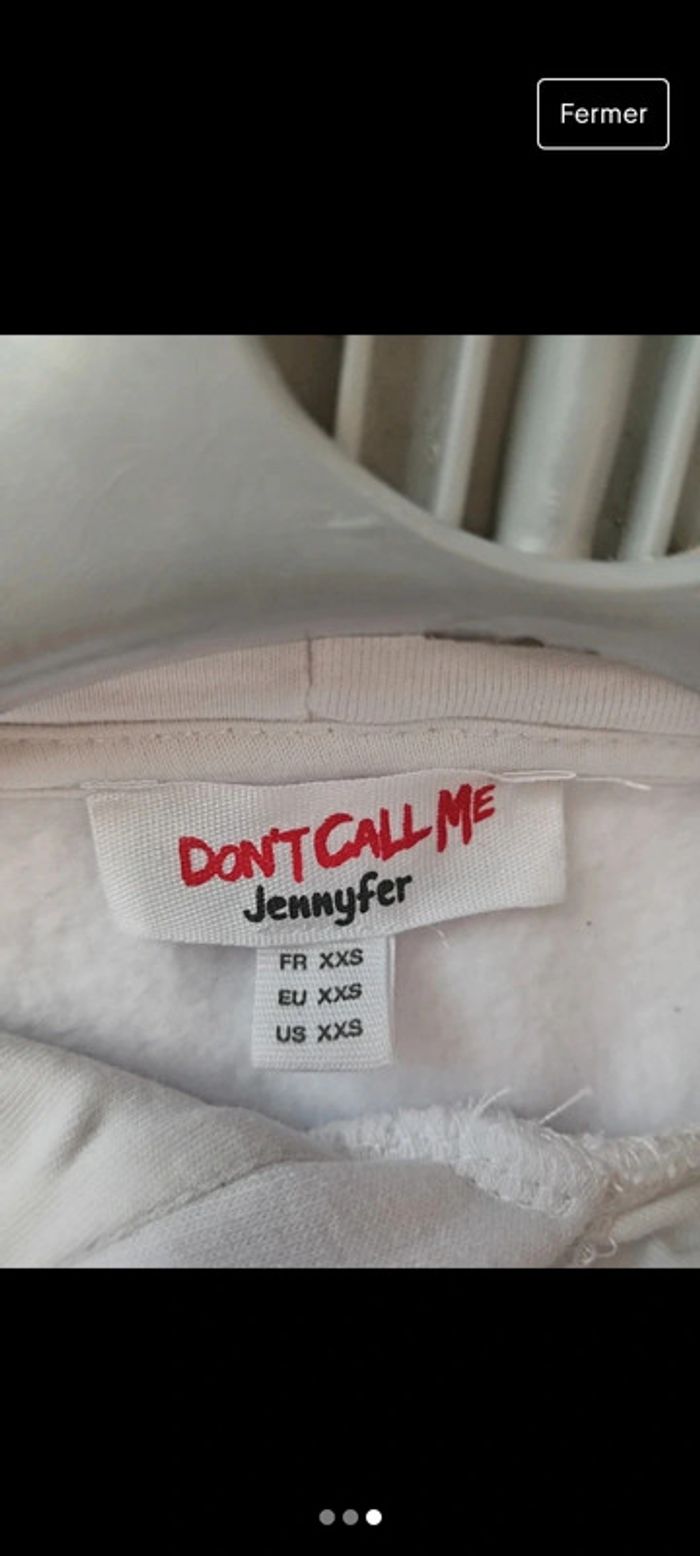 Fermer
DON'T CALL ME
Jennyfer
FR XXS
EU XXS
US XXS